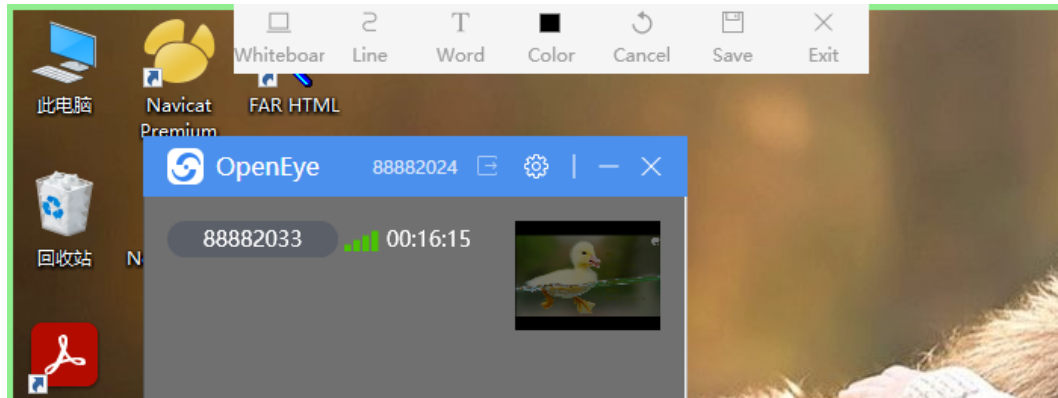 Whiteboar Line Word Color Cancel Save Exit
此电脑
Navicat
Premium
FAR HTML
OpenEye 88882024
88882033 00:16:15
回收站
N